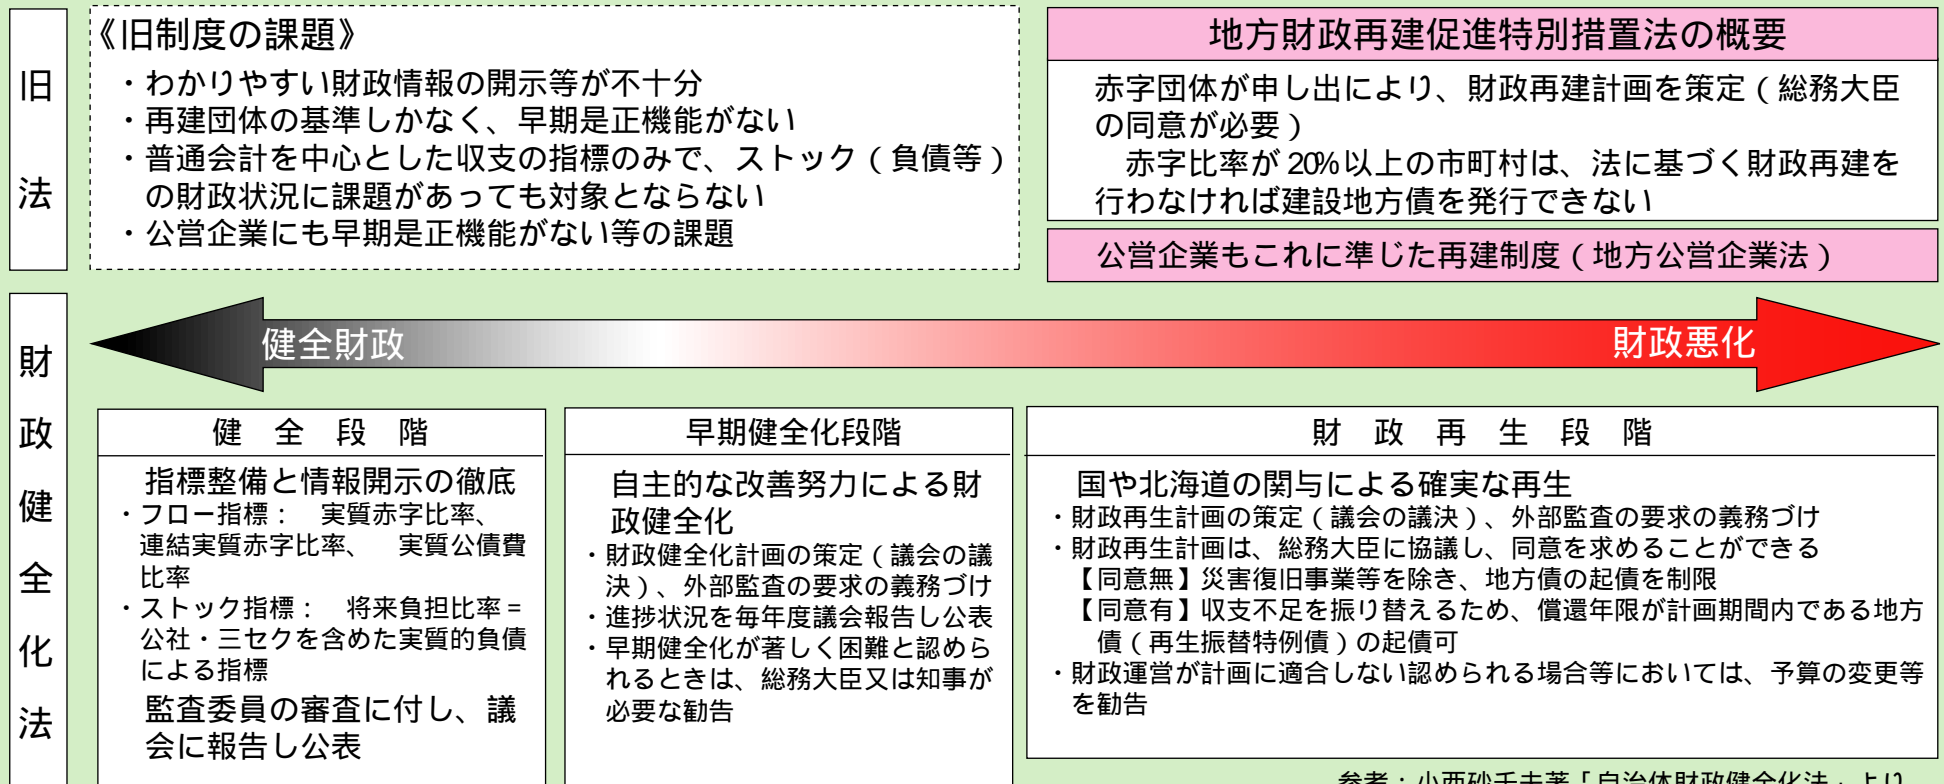 旧法
《旧制度の課題》
・わかりやすい財政情報の開示等が不十分
・再建団体の基準しかなく、早期是正機能がない
・普通会計を中心とした収支の指標のみで、ストック（負債等）
の財政状況に課題があっても対象とならない
・公営企業にも早期是正機能がない等の課題
地方財政再建促進特別措置法の概要
赤字団体が申し出により、財政再建計画を策定（総務大臣
の同意が必要）
赤字比率が20%以上の市町村は、法に基づく財政再建を
行わなければ建設地方債を発行できない
公営企業もこれに準じた再建制度（地方公営企業法）
財政健全化法
健全財政
財政悪化
健全段階
指標整備と情報開示の徹底
・フロー指標： 実質赤字比率、
連結実質赤字比率、 実質公債費
比率
・ストック指標： 将来負担比率=
公社・三セクを含めた実質的負債
による指標
監査委員の審査に付し、議
会に報告し公表
早期健全化段階
自主的な改善努力による財
政健全化
・財政健全化計画の策定（議会の議
決）、外部監査の要求の義務づけ
・進捗状況を毎年度議会報告し公表
・早期健全化が著しく困難と認めら
れるときは、総務大臣又は知事が
必要な勧告
財政再生段階
国や北海道の関与による確実な再生
・財政再生計画の策定（議会の議決）、外部監査の要求の義務づけ
・財政再生計画は、総務大臣に協議し、同意を求めることができる
【同意無】災害復旧事業等を除き、地方債の起債を制限
【同意有】収支不足を振り替えるため、償還年限が計画期間内である地方
債（再生振替特例債）の起債可
・財政運営が計画に適合しない認められる場合等においては、予算の変更等
を勧告
参考：小西砂千夫著「自治体財政健全化法」より